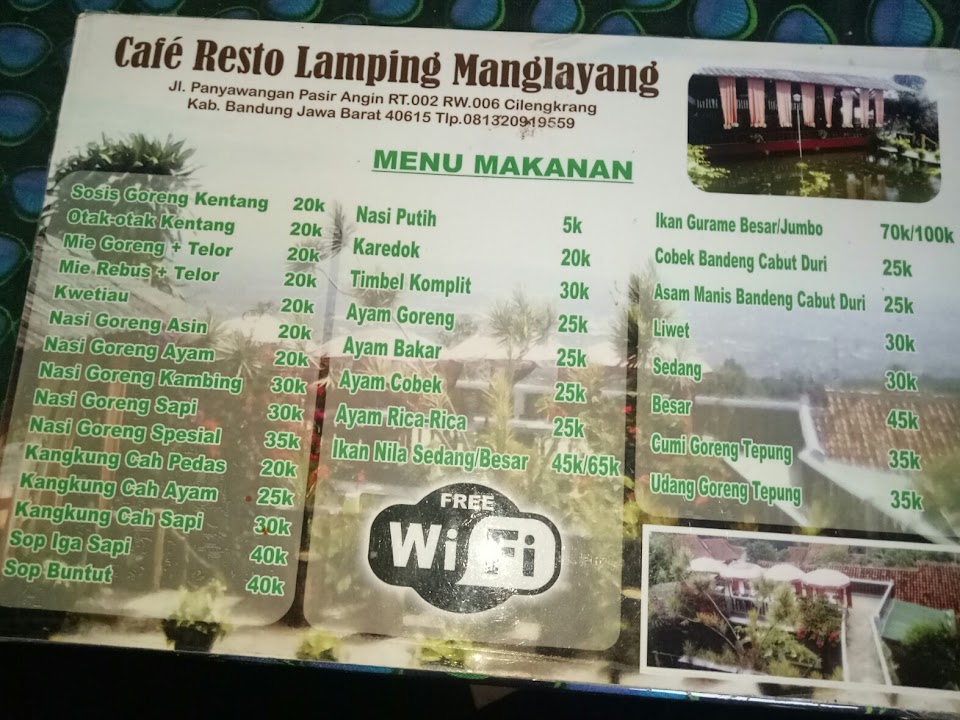 Café Resto Lamping Manglayang
Jl. Panyawangan Pasir Angin RT.002 RW.006 Cilengkrang
Kab. Bandung Jawa Barat 40615 Tlp.081320919559
MENU MAKANAN
Sosis Goreng Kentang 20k
Otak-otak Kentang 20k
Mie Goreng + Telor 20k
Mie Rebus + Telor 20k
Kwetiau 20k
Nasi Goreng Asin 20k
Nasi Goreng Ayam 20k
Nasi Goreng Kambing 30k
Nasi Goreng Sapi 30k
Nasi Goreng Spesial 35k
Kangkung Cah Pedas 20k
Kangkung Cah Ayam 25k
Kangkung Cah Sapi 30k
Sop Iga Sapi 40k
Sop Buntut 40k
Nasi Putih 5k
Karedok 20k
Timbel Komplit 30k
Ayam Goreng 25k
Ayam Bakar 25k
Ayam Cobek 25k
Ayam Rica-Rica 25k
Ikan Nila Sedang/Besar 45k/65k
FREE
Wi Fi
Ikan Gurame Besar/Jumbo 70k/100k
Cobek Bandeng Cabut Duri 25k
Asam Manis Bandeng Cabut Duri 25k
Liwet 30k
Sedang 30k
Besar 45k
Cumi Goreng Tepung 35k
Udang Goreng Tepung 35k